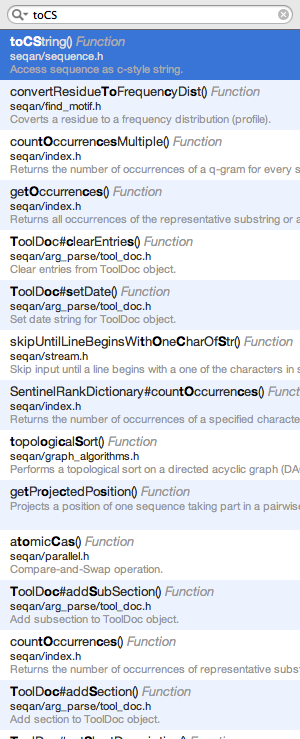 toCS
toCString() Function
seqan/sequence.h
Access sequence as c-style string.
convertResidueToFrequencyDist() Function
seqan/find_motif.h
Coverts a residue to a frequency distribution (profile).
countOccurrencesMultiple() Function
seqan/index.h
Returns the number of occurrences of a q-gram for every s
getOccurrences() Function
seqan/index.h
Returns all occurrences of the representative substring or a
ToolDoc#clearEntries() Function
seqan/arg_parse/tool_doc.h
Clear entries from ToolDoc object.
ToolDoc#setDate() Function
seqan/arg_parse/tool_doc.h
Set date string for ToolDoc object.
skipUntilLineBeginsWithOneCharOfStr() Function
seqan/stream.h
Skip input until a line begins with a one of the characters in s
SentinelRankDictionary#countOccurrences() Function
seqan/index.h
Returns the number of occurrences of a specified characte
topologicalSort() Function
seqan/graph_algorithms.h
Performs a topological sort on a directed acyclic graph (DA
getProjectedPosition() Function
Projects a position of one sequence taking part in a pairwise
atomicCas() Function
seqan/parallel.h
Compare-and-Swap operation.
ToolDoc#addSubSection() Function
seqan/arg_parse/tool_doc.h
Add subsection to ToolDoc object.
countOccurrences() Function
seqan/index.h
Returns the number of occurrences of representative subst
ToolDoc#addSection() Function
seqan/arg_parse/tool_doc.h
Add section to ToolDoc object.